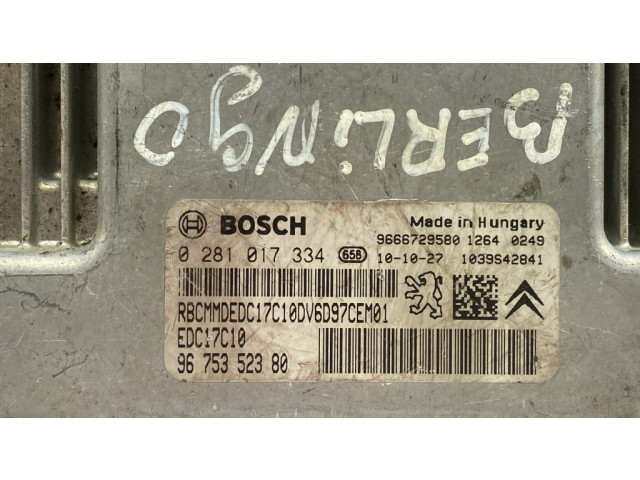 BERLiNgO
BOSCH
Made in Hungary
0 281 017 334 658
9666729580 1264 0249
10-10-27 1039S42841
RBCMMDEDC17C10DV6D97CEM01
EDC17C10
96 753 523 80